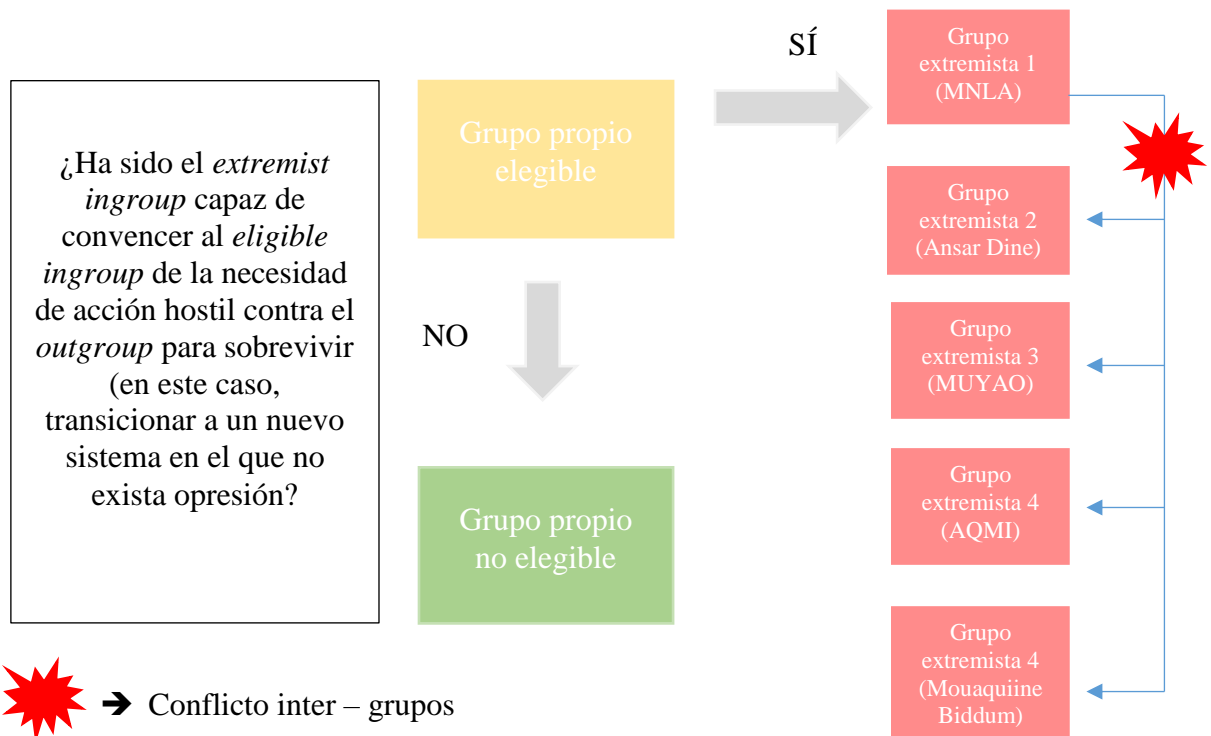 ¿Ha sido el extremist
ingroup capaz de
convencer al eligible
ingroup de la necesidad
de acción hostil contra el
outgroup para sobrevivir
(en este caso,
transicionar a un nuevo
sistema en el que no
exista opresión?
Grupo propio
elegible
SÍ
NO
Grupo propio
no elegible
Grupo
extremista 1
(MNLA)
Grupo
extremista 2
(Ansar Dine)
Grupo
extremista 3
(MUYAO)
Grupo
extremista 4
(AQMI)
Grupo
extremista 4
(Mouaquiine
Biddum)
➔ Conflicto inter – grupos